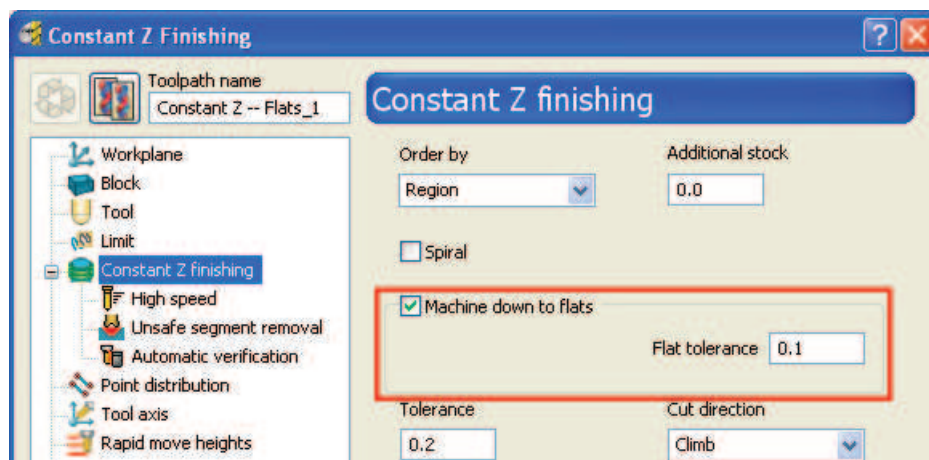 Constant Z Finishing
Toolpath name
Constant Z -- Flats_1
Workplane
Block
Tool
Limit
Constant Z finishing
High speed
Unsafe segment removal
Automatic verification
Point distribution
Tool axis
Rapid move heights
Constant Z finishing
Order by
Additional stock
Region
0.0
Spiral
Machine down to flats
Flat tolerance 0.1
Tolerance
Cut direction
0.2
Climb